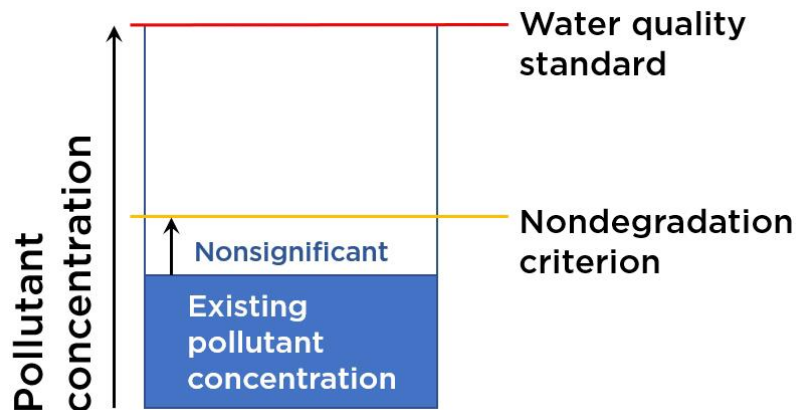 Water quality
standard
Nondegradation
criterion
Nonsignificant
Existing
pollutant
concentration
Pollutant
concentration